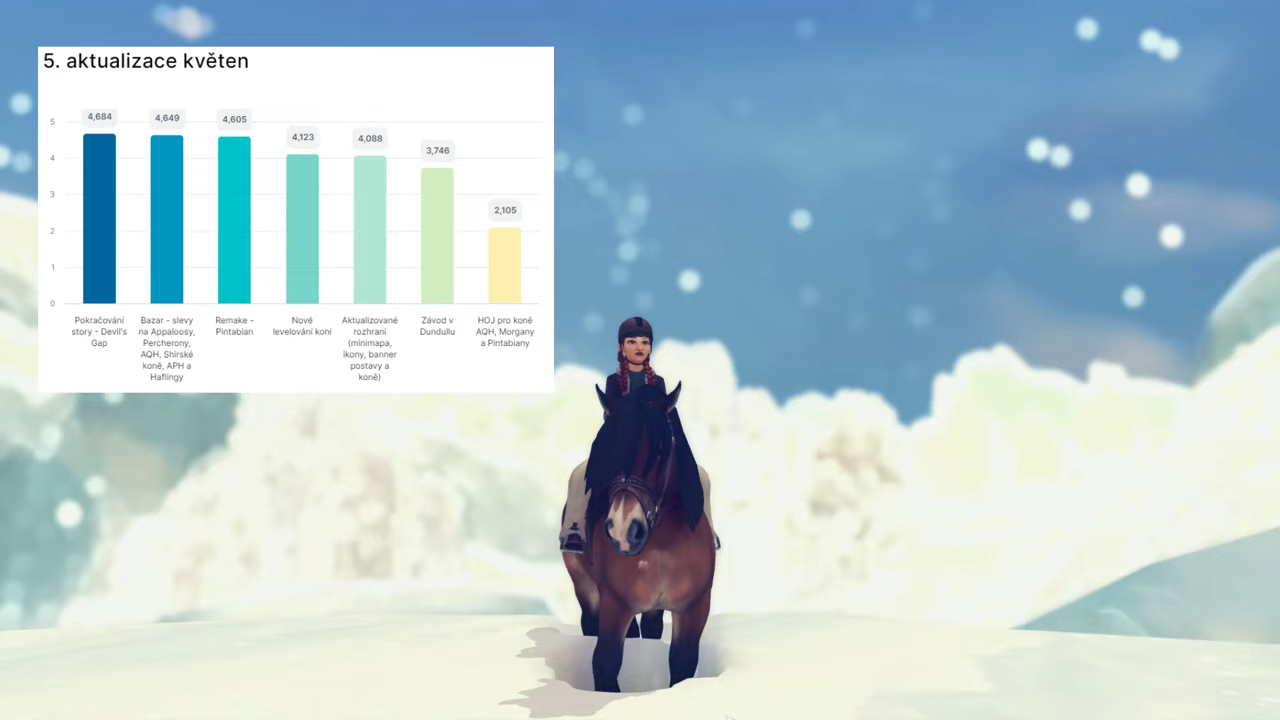 5. aktualizace květen
4,684
4,649
4,605
4,123
4,088
3,746
2,105
5
4
3
2
1
0
Pokračování
story - Devil's
Gap
Bazar - slevy
na Appaloosy,
Percherony,
AQH, Shirské
koně, APH a
Haflingy
Remake -
Pintabian
Nové
levelování koní
Aktualizované
rozhraní
(minimapa,
ikony, banner
postavy a
koně)
Závod v
Dundullu
HOJ pro koně
AQH, Morgany
a Pintabiany